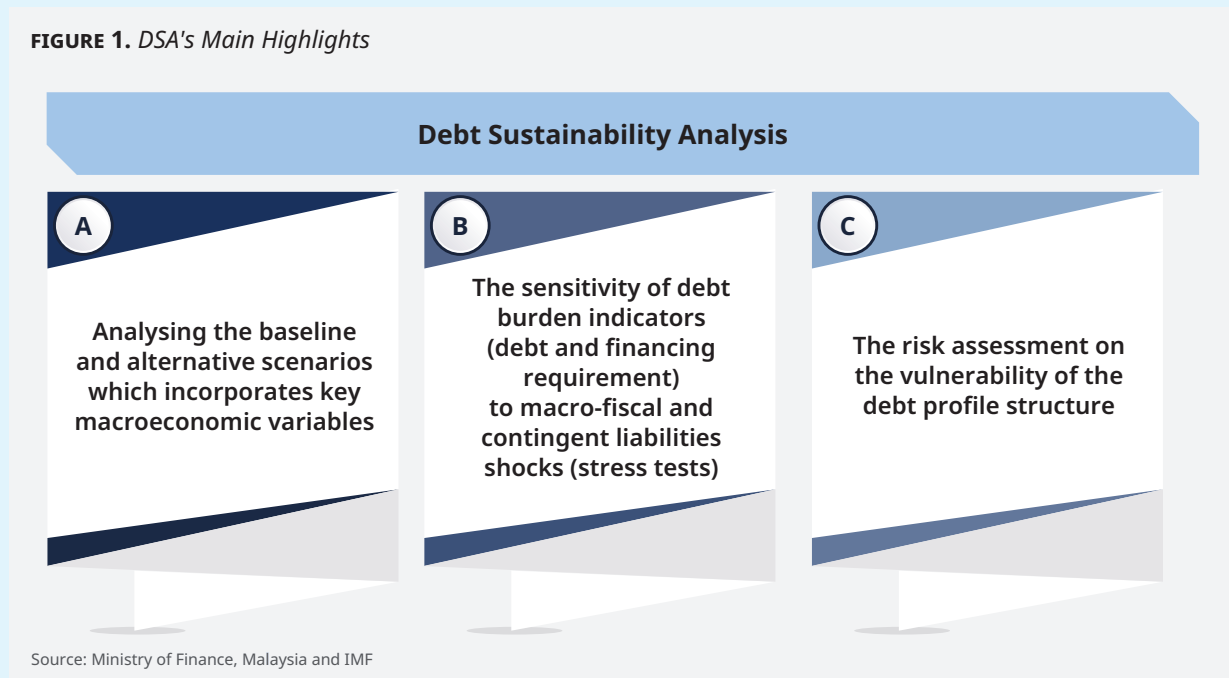 FIGURE 1. DSA's Main Highlights
Debt Sustainability Analysis
A
Analysing the baseline
and alternative scenarios
which incorporates key
macroeconomic variables
B
The sensitivity of debt
burden indicators
(debt and financing
requirement)
to macro-fiscal and
contingent liabilities
shocks (stress tests)
C
The risk assessment on
the vulnerability of the
debt profile structure
Source: Ministry of Finance, Malaysia and IMF